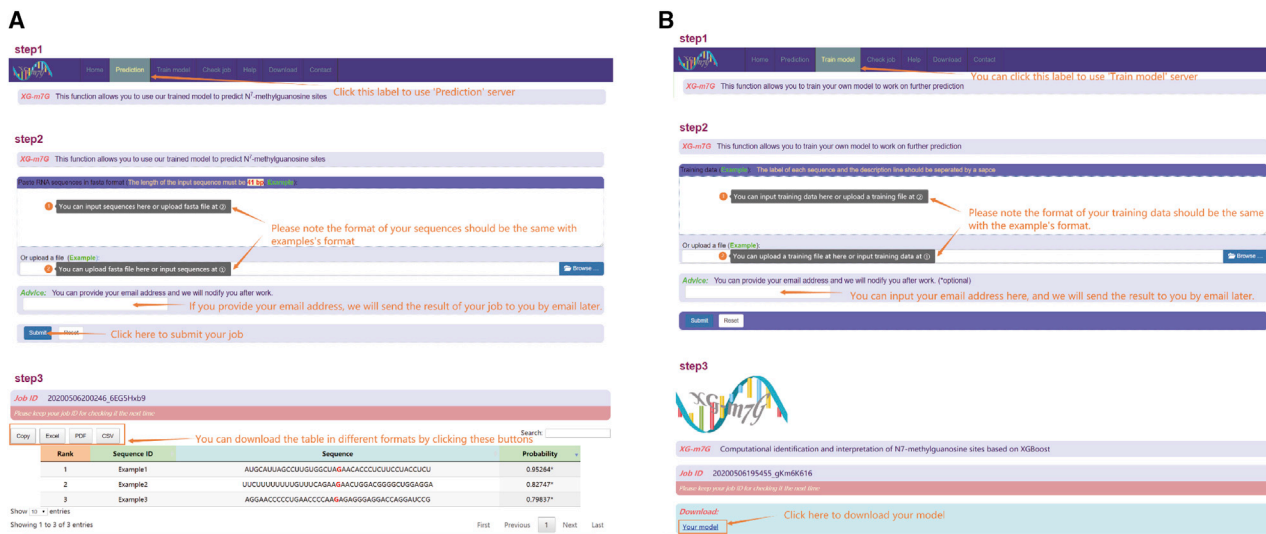 A
step1
Home Prediction Train model Check job Help Download Contact
Click this label to use 'Prediction' server
XG-m7G This function allows you to use our trained model to predict N7-methylguanosine sites
step2
XG-m7G This function allows you to use our trained model to predict N7-methylguanosine sites
Paste RNA sequences in fasta format (The length of the input sequence must be 41 bp) (Example):
1 You can input sequences here or upload fasta file at ②
Please note the format of your sequences should be the same with
examples's format
Or upload a file (Example):
2 You can upload fasta file here or input sequences at ①
Browse ...
Advice: You can provide your email address and we will notify you after work.
If you provide your email address, we will send the result of your job to you by email later.
Submit Reset
Click here to submit your job
step3
Job ID 20200506200246_6EG5Hxb9
Please keep your job ID for checking it the next time
Copy Excel PDF CSV
You can download the table in different formats by clicking these buttons
Search:
Rank Sequence ID Sequence Probability
1 Example1 AUGCAUUAGCCUUGUGGCUAGAACACCCUCUUCCUACCUCU 0.95264*
2 Example2 UUCUUUUUUUUGUUUCAGAAGAACUGGACGGGGCUGGAGGA 0.82747*
3 Example3 AGGAACCCCCUGAACCCCAAGAGAGGGAGGACCAGGAUCCG 0.79837*
Show 10 entries
Showing 1 to 3 of 3 entries
First Previous 1 Next Last
B
step1
Home Prediction Train model Check job Help Download Contact
You can click this label to use 'Train model' server
XG-m7G This function allows you to train your own model to work on further prediction
step2
XG-m7G This function allows you to train your own model to work on further prediction
Training data (Example): The label of each sequence and the description line should be seperated by a sapce
1 You can input training data here or upload a training file at ②
Please note the format of your training data should be the same
with the example's format.
Or upload a file (Example):
2 You can upload a training file at here or input training data at ①
Browse ...
Advice: You can provide your email address and we will notify you after work. (*optional)
You can input your email address here, and we will send the result to you by email later.
Submit Reset
step3
XG-m7G
XG-m7G Computational identification and interpretation of N7-methylguanosine sites based on XGBoost
Job ID 20200506195455_gKm6K616
Please keep your job ID for checking it the next time
Download:
Click here to download your model
Your model